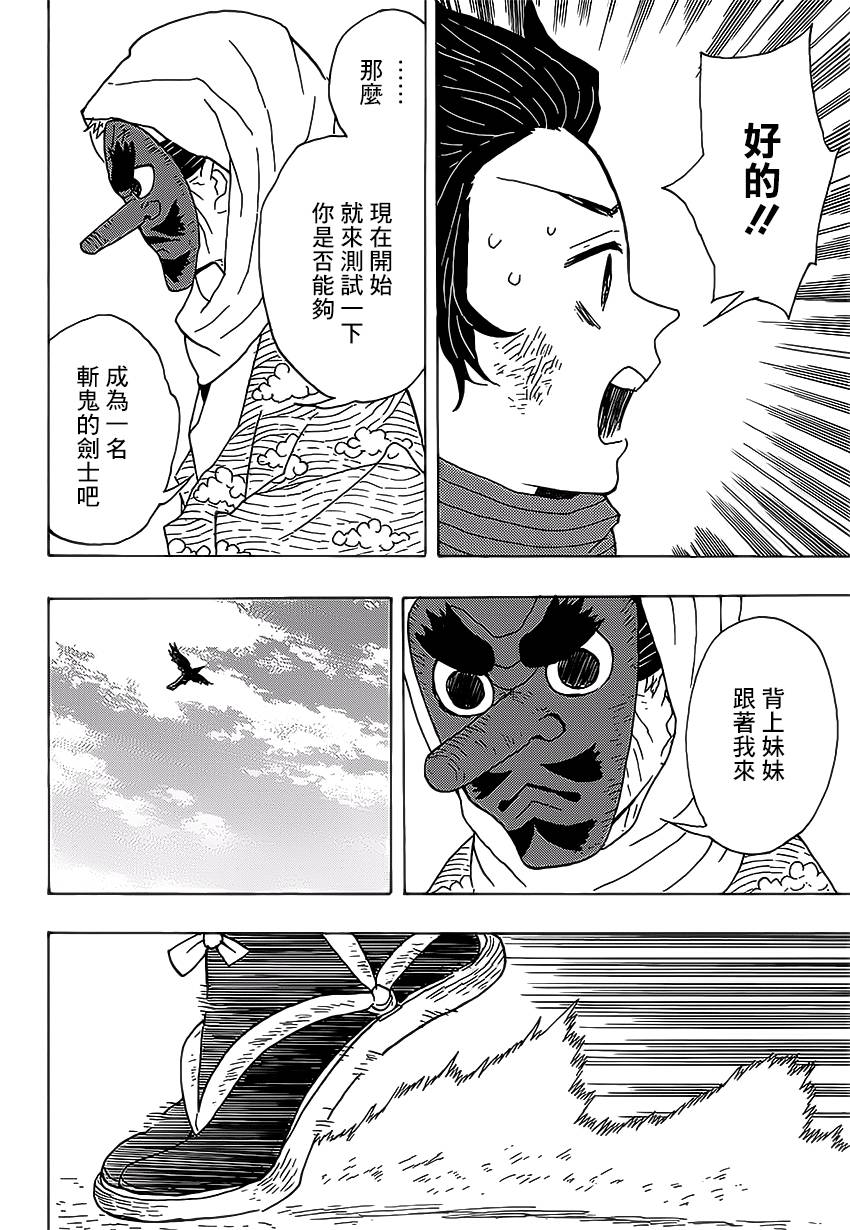 好的!!
……
那麼
現在開始
就來測試一下
你是否能夠
成為一名
斬鬼的劍士吧
背上妹妹
跟著我來